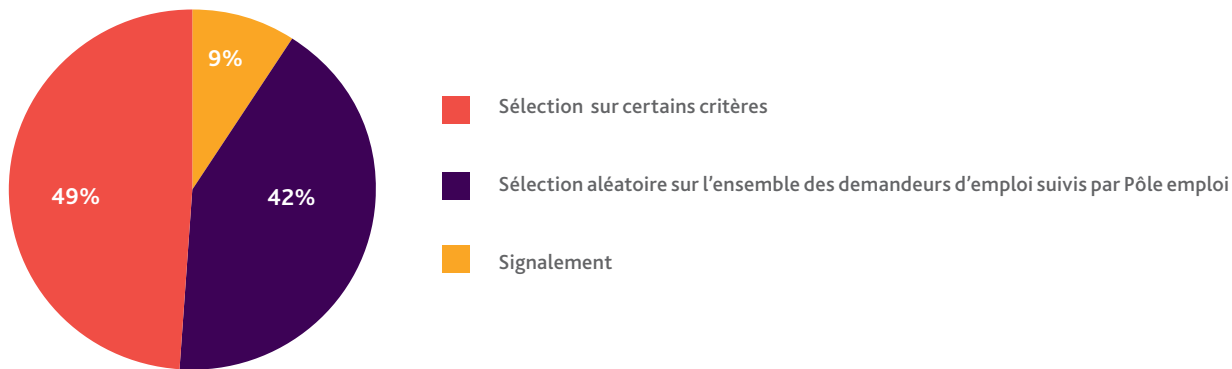 9%
49%
42%
Sélection sur certains critères
Sélection aléatoire sur l’ensemble des demandeurs d’emploi suivis par Pôle emploi
Signalement